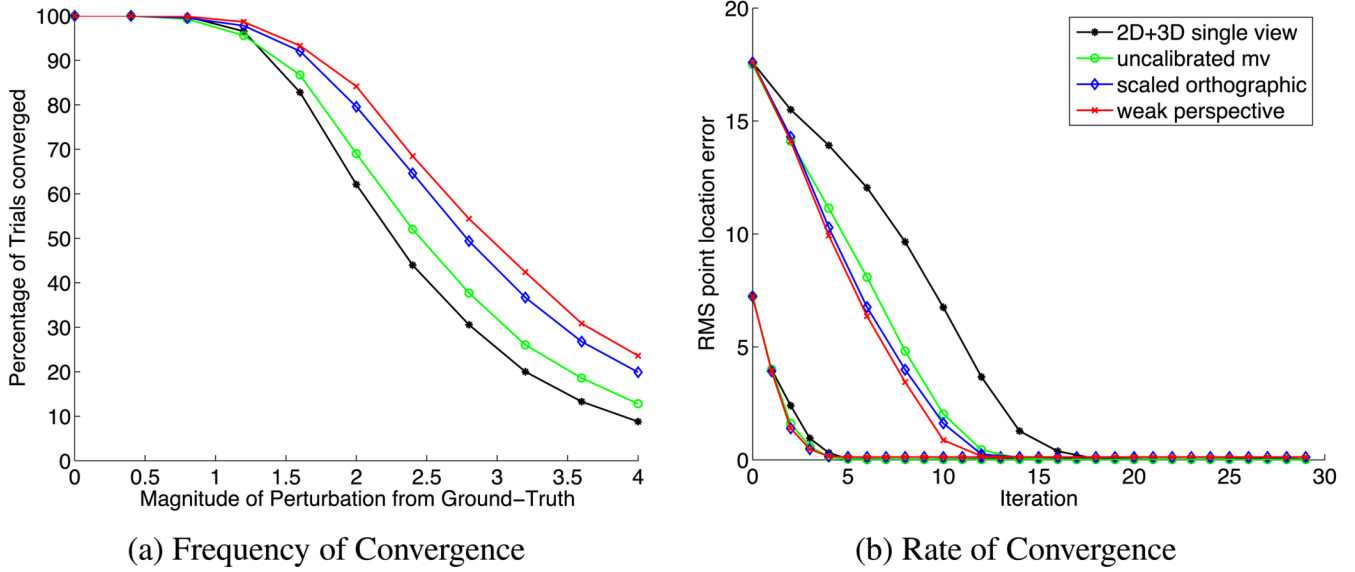 100
90
80
70
60
50
40
30
20
10
0
Percentage of Trials converged
0 0.5 1 1.5 2 2.5 3 3.5 4
Magnitude of Perturbation from Ground−Truth
(a) Frequency of Convergence
20
15
10
5
0
RMS point location error
2D+3D single view
uncalibrated mv
scaled orthographic
weak perspective
0 5 10 15 20 25 30
Iteration
(b) Rate of Convergence